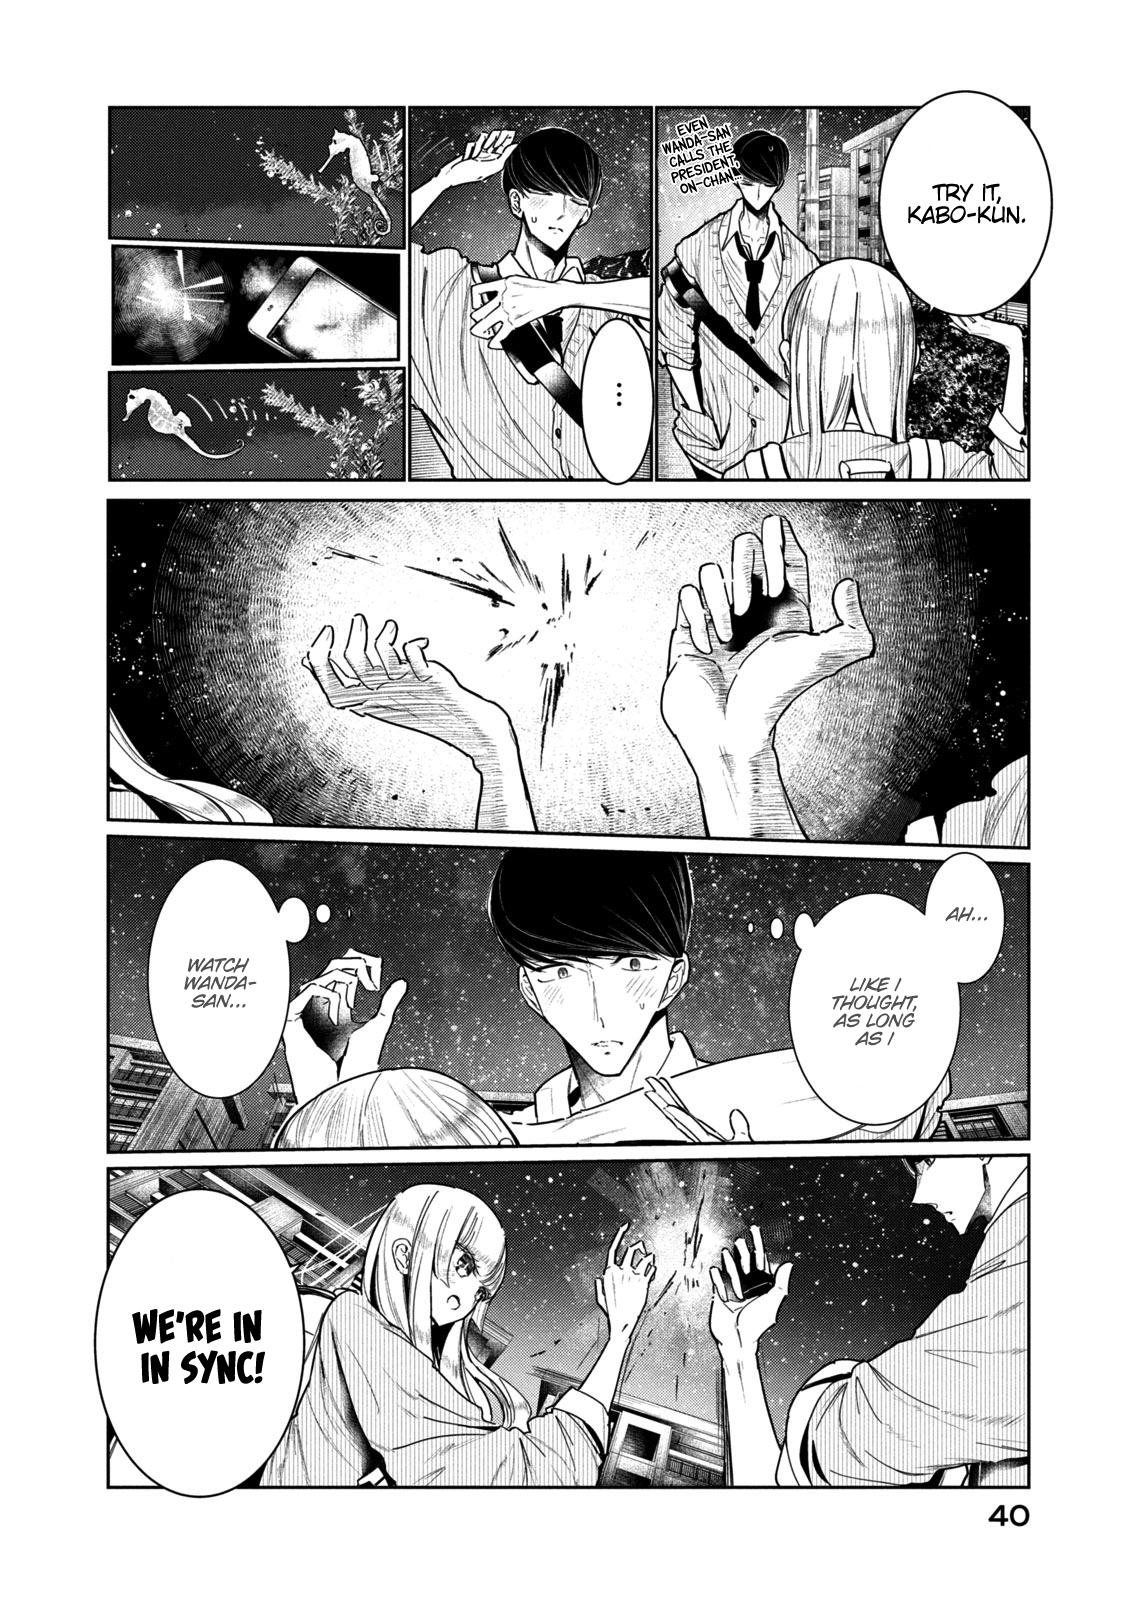 TRY IT,
KABO-KUN.
EVEN
WANDA-SAN
CALLS THE
PRESIDENT,
ON-CHAN...
...
AH...
LIKE I
THOUGHT,
AS LONG
AS I
WATCH
WANDA-
SAN...
WE'RE IN
IN SYNC!
40